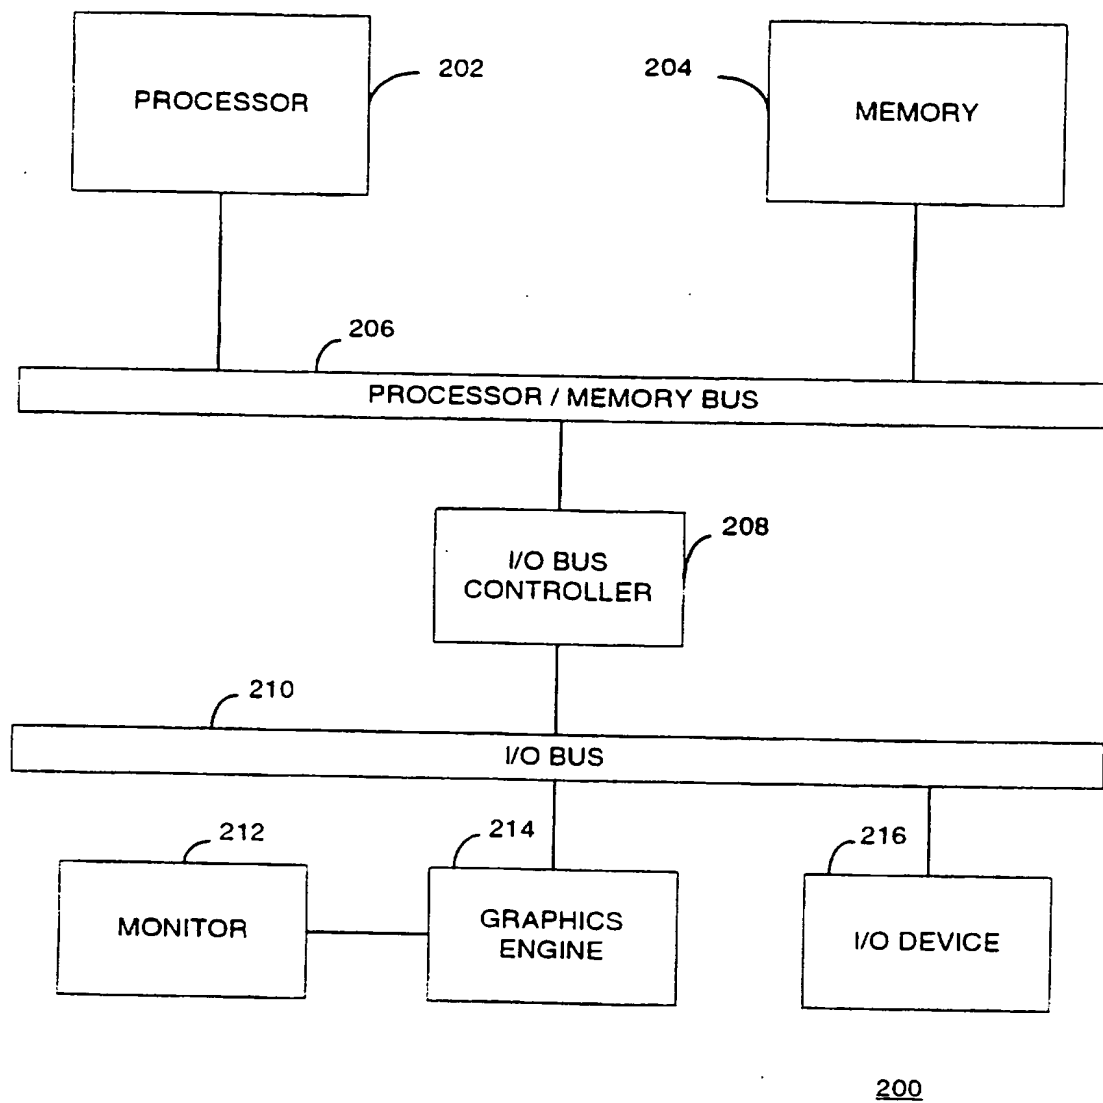 202
204
PROCESSOR
MEMORY
206
PROCESSOR / MEMORY BUS
208
I/O BUS
CONTROLLER
210
I/O BUS
212
214
216
MONITOR
GRAPHICS
ENGINE
I/O DEVICE
200